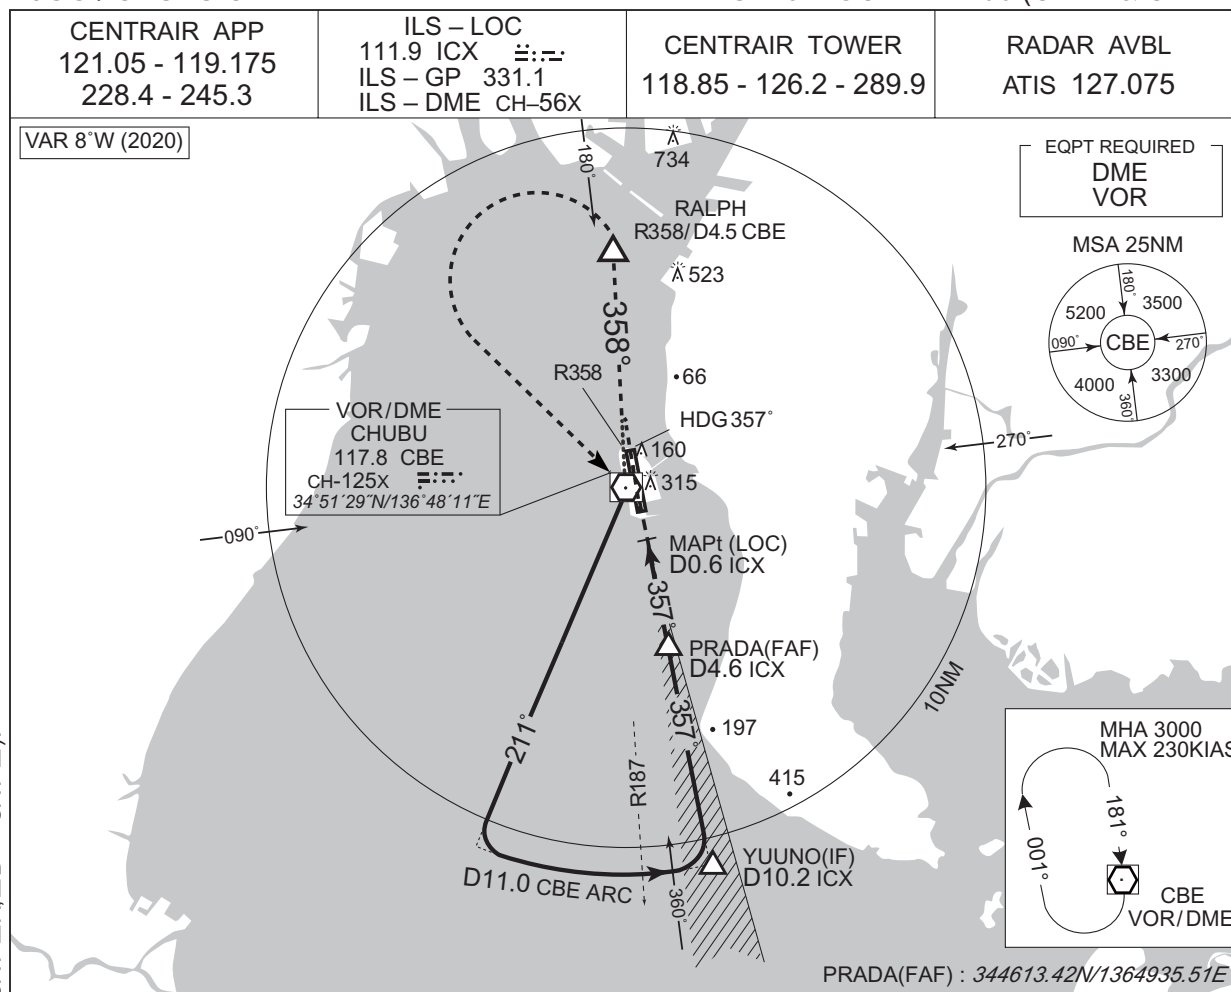 CENTRAIR APP
121.05 - 119.175
228.4 - 245.3
ILS – LOC
111.9 ICX
ILS – GP 331.1
ILS – DME CH–56X
CENTRAIR TOWER
118.85 - 126.2 - 289.9
RADAR AVBL
ATIS 127.075
VAR 8°W (2020)
EQPT REQUIRED
DME
VOR
180°
734
RALPH
R358/D4.5 CBE
523
MSA 25NM
180°
5200
3500
090°
CBE
270°
4000
3300
360°
358°
R358
66
HDG 357°
VOR/DME
CHUBU
117.8 CBE
CH-125X
34°51′29″N/136°48′11″E
160
315
270°
090°
MAPt (LOC)
D0.6 ICX
357°
PRADA(FAF)
D4.6 ICX
357°
10NM
197
211°
R187
415
MHA 3000
MAX 230KIAS
181°
001°
CBE
VOR/DME
YUUNO(IF)
D10.2 ICX
D11.0 CBE ARC
360°
PRADA(FAF) : 344613.42N/1364935.51E